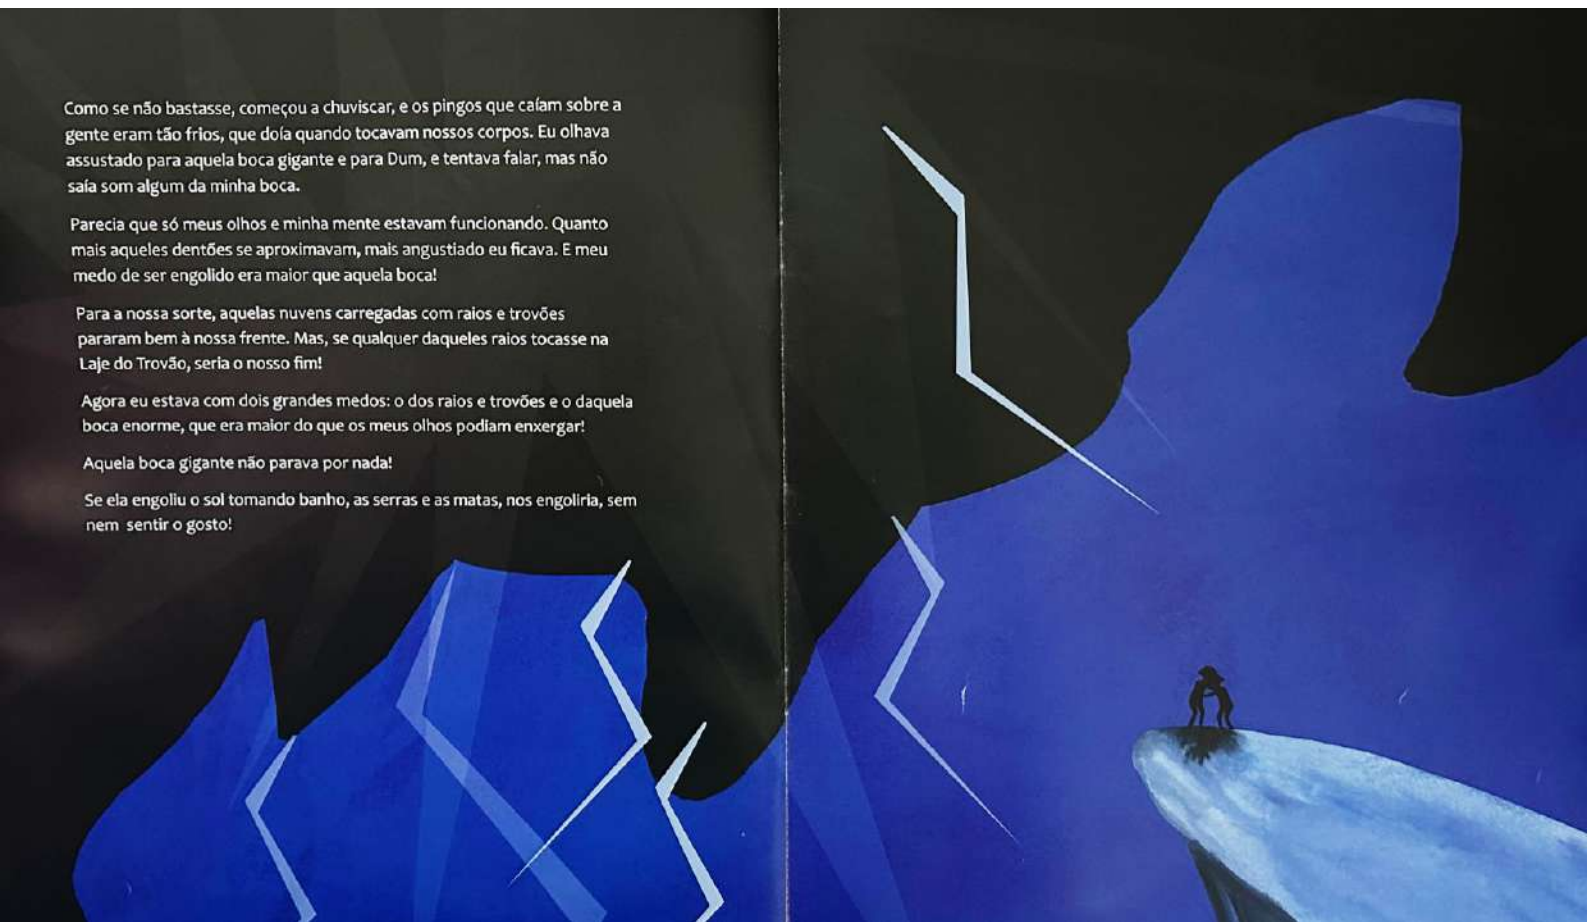 Como se não bastasse, começou a chuviscar, e os pingos que caíam sobre a
gente eram tão frios, que doía quando tocavam nossos corpos. Eu olhava
assustado para aquela boca gigante e para Dum, e tentava falar, mas não
saía som algum da minha boca.
Parecia que só meus olhos e minha mente estavam funcionando. Quanto
mais aqueles dentões se aproximavam, mais angustiado eu ficava. E meu
medo de ser engolido era maior que aquela boca!
Para a nossa sorte, aquelas nuvens carregadas com raios e trovões
pararam bem à nossa frente. Mas, se qualquer daqueles raios tocasse na
Laje do Trovão, seria o nosso fim!
Agora eu estava com dois grandes medos: o dos raios e trovões e o daquela
boca enorme, que era maior do que os meus olhos podiam enxergar!
Aquela boca gigante não parava por nada!
Se ela engoliu o sol tomando banho, as serras e as matas, nos engoliria, sem
nem sentir o gosto!